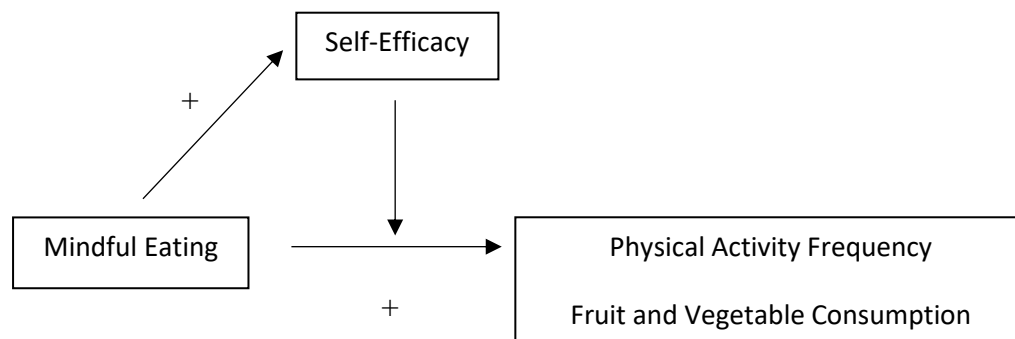 Self-Efficacy
+
Mindful Eating
Physical Activity Frequency
+
Fruit and Vegetable Consumption